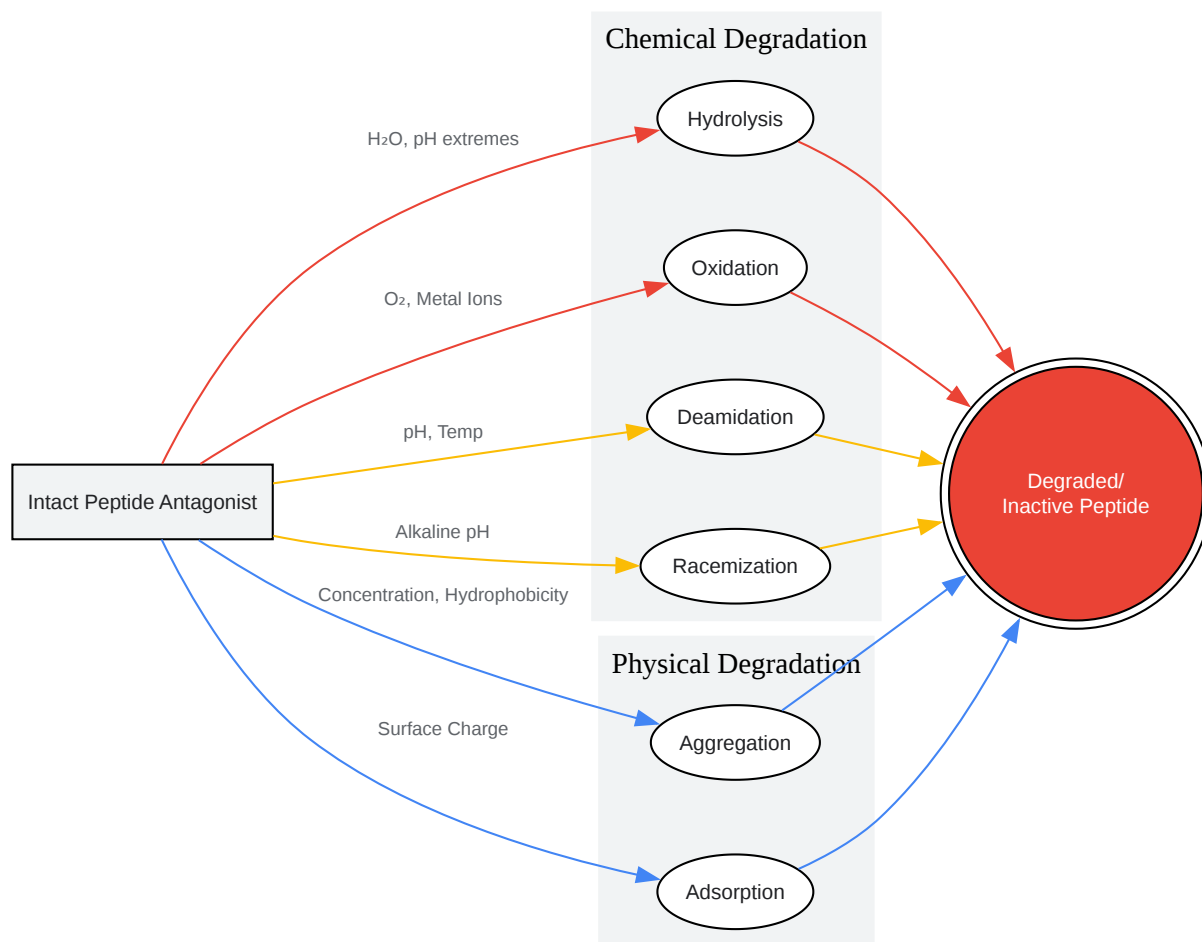 Chemical Degradation
Hydrolysis
H₂O, pH extremes
Oxidation
O₂, Metal Ions
Deamidation
pH, Temp
Intact Peptide Antagonist
Degraded/
Inactive Peptide
Alkaline pH
Racemization
Concentration, Hydrophobicity
Physical Degradation
Surface Charge
Aggregation
Adsorption